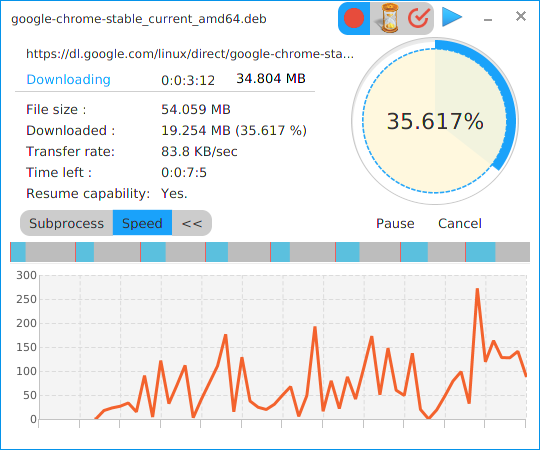 google-chrome-stable_current_amd64.deb
https://dl.google.com/linux/direct/google-chrome-sta...
Downloading 0:0:3:12 34.804 MB
File size : 54.059 MB
Downloaded : 19.254 MB (35.617 %)
Transfer rate: 83.8 KB/sec
Time left : 0:0:7:5
Resume capability: Yes.
35.617%
Subprocess Speed <<
Pause Cancel
300
250
200
150
100
50
0